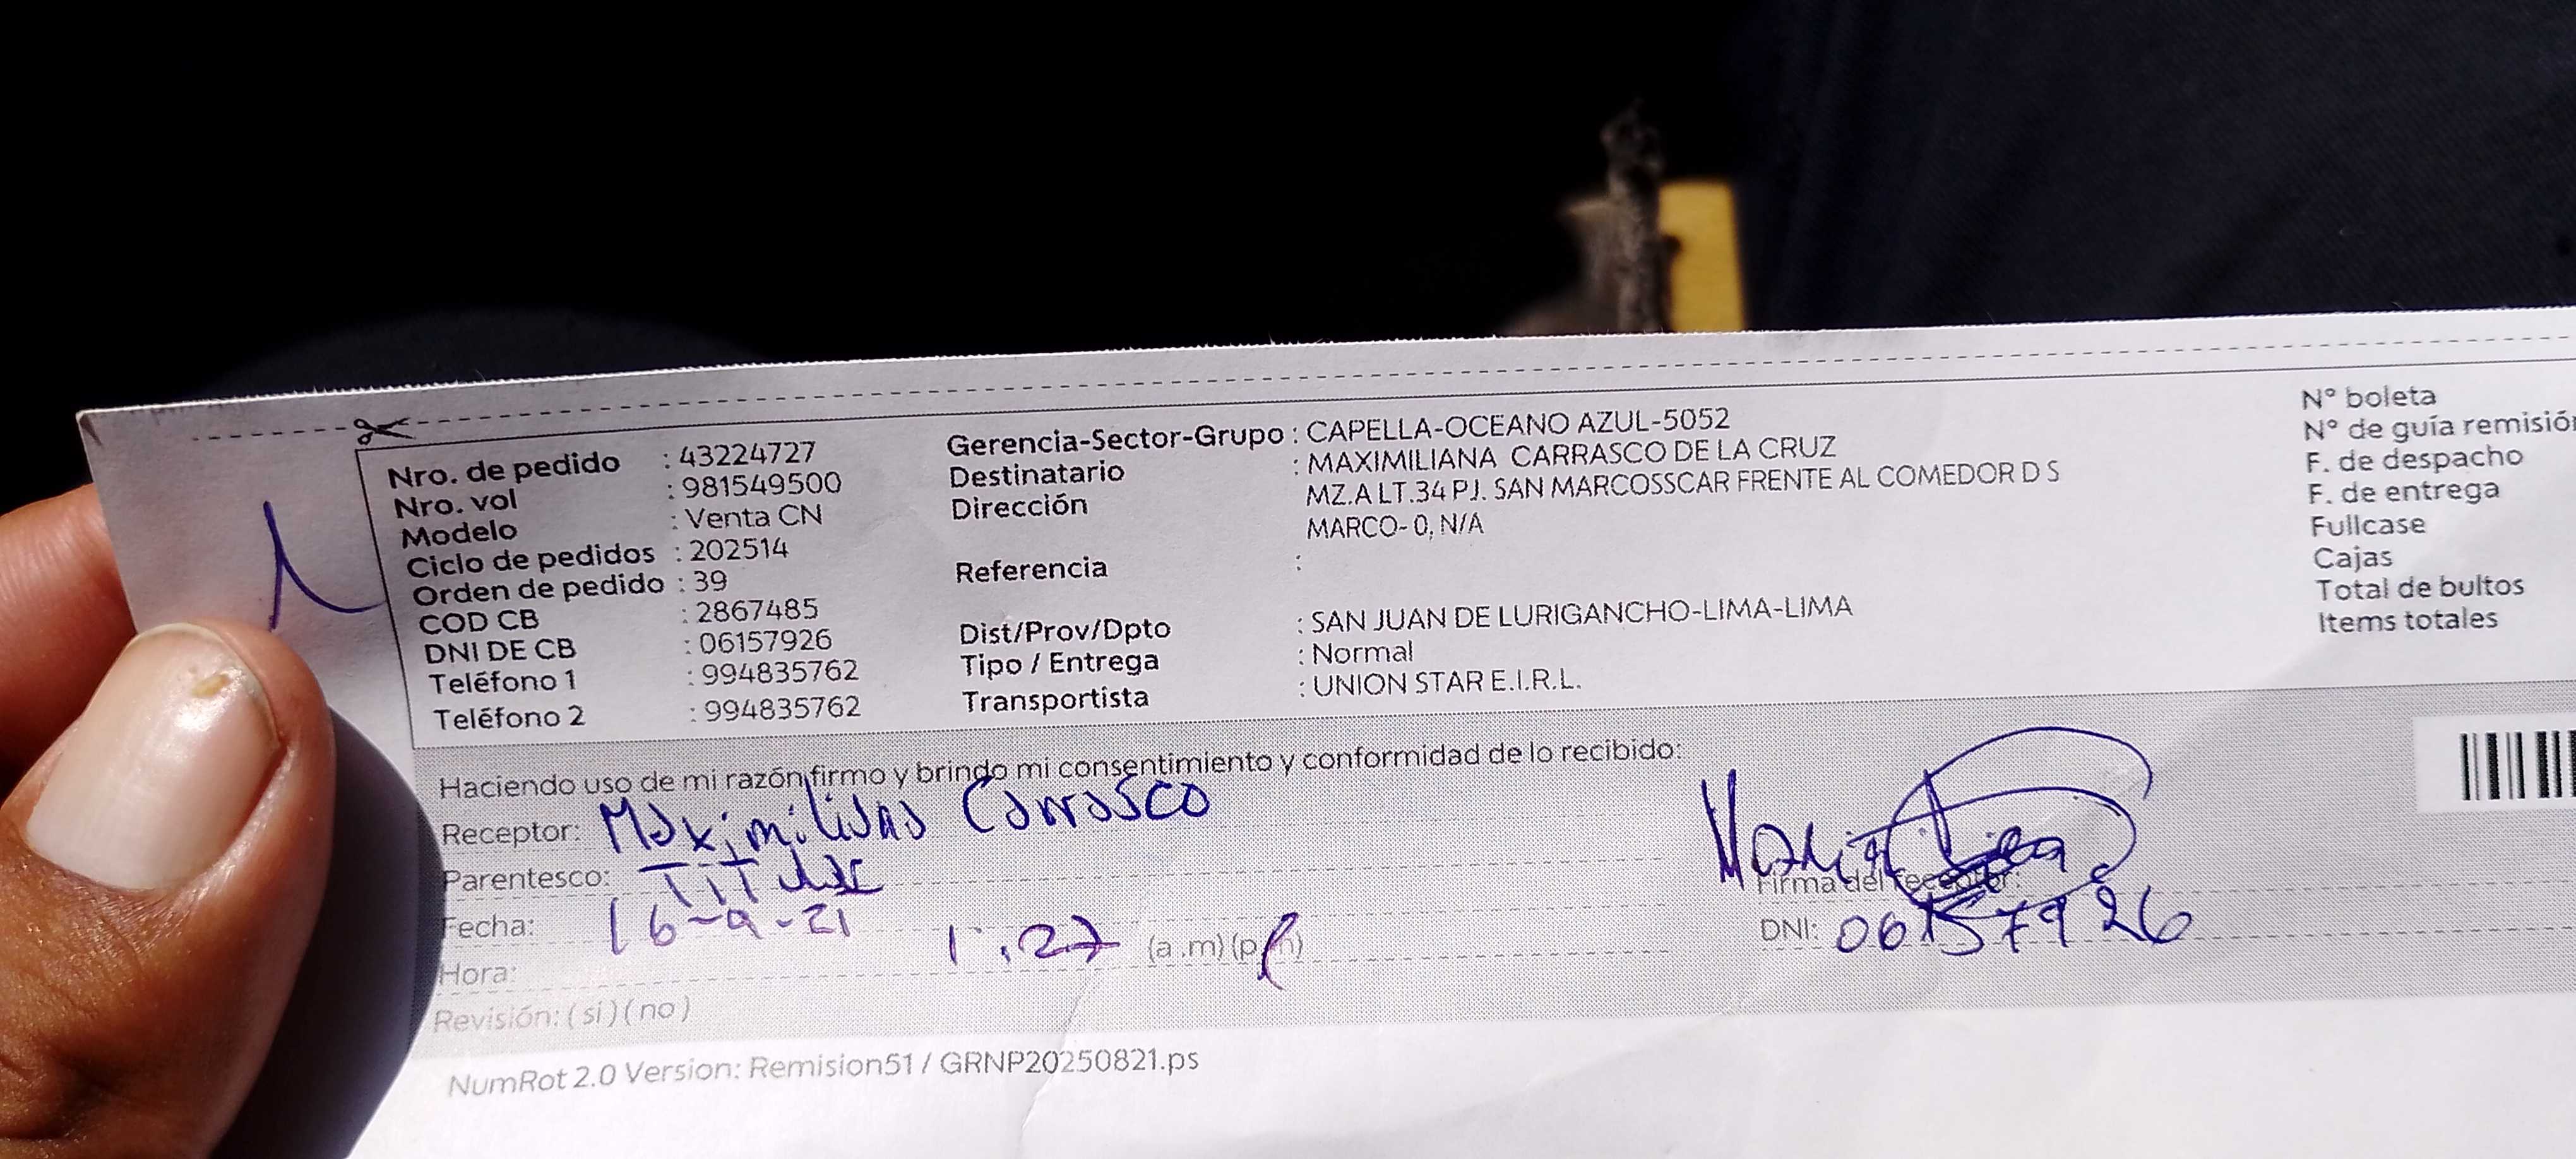 Nro. de pedido : 43224727
Nro. vol : 981549500
Modelo : Venta CN
Ciclo de pedidos : 202514
Orden de pedido : 39
COD CB : 2867485
DNI DE CB : 06157926
Teléfono 1 : 994835762
Teléfono 2 : 994835762
Gerencia-Sector-Grupo : CAPELLA-OCEANO AZUL-5052
Destinatario : MAXIMILIANA CARRASCO DE LA CRUZ
Dirección MZ.A LT.34 PJ. SAN MARCOSSCAR FRENTE AL COMEDOR D S
MARCO- 0, N/A
Referencia :
Dist/Prov/Dpto : SAN JUAN DE LURIGANCHO-LIMA-LIMA
Tipo / Entrega : Normal
Transportista : UNION STAR E.I.R.L.
N° boleta
N° de guía remisión
F. de despacho
F. de entrega
Fullcase
Cajas
Total de bultos
Items totales
Haciendo uso de mi razón firmo y brindo mi consentimiento y conformidad de lo recibido:
Receptor: Maximiliana Carrasco
Parentesco: Titular
Fecha: 16-9-21
Hora: 1:27 (a.m) (p.m)
Revisión: ( si ) ( no )
Firma del receptor:
DNI: 06157926
NumRot 2.0 Version: Remision51 / GRNP20250821.ps